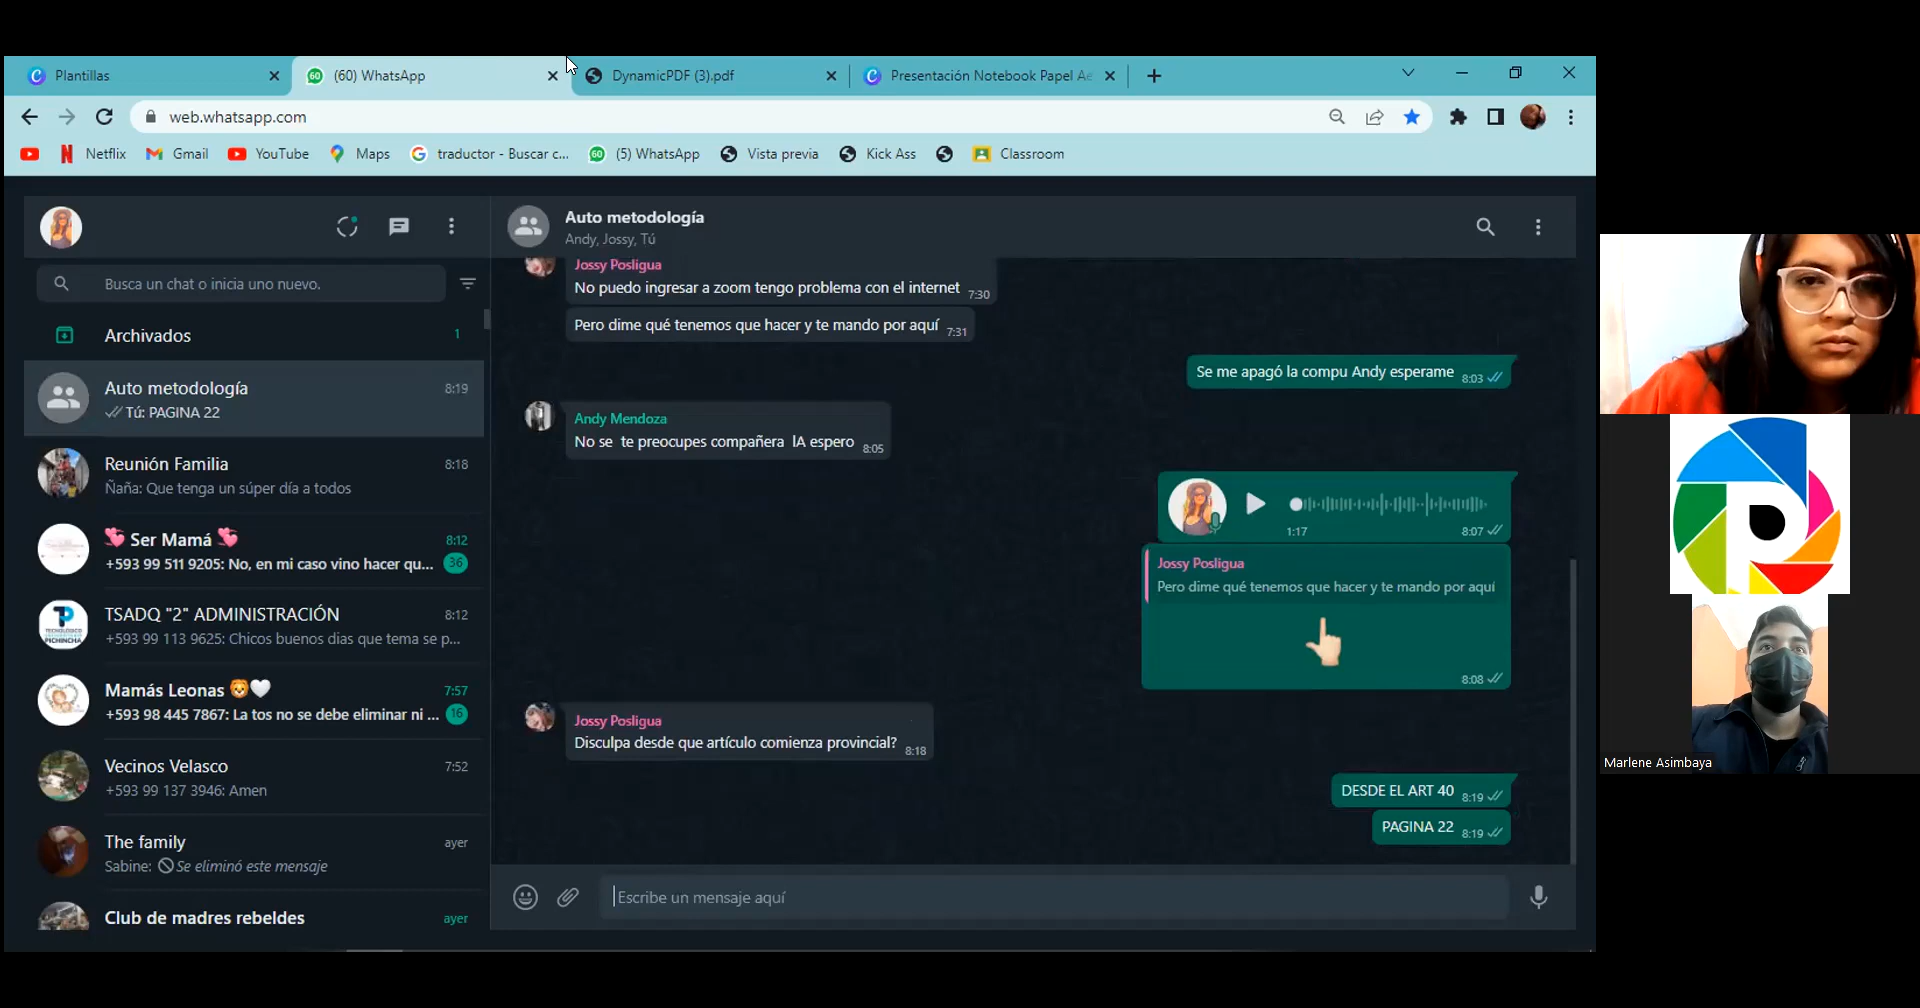 Plantillas
(60) WhatsApp
DynamicPDF (3).pdf
Presentación Notebook Papel Ae
web.whatsapp.com
Netflix
Gmail
YouTube
Maps
traductor - Buscar c...
60
(5) WhatsApp
Vista previa
Kick Ass
Classroom
Busca un chat o inicia uno nuevo.
Archivados
1
Auto metodología
8:19
Tú: PAGINA 22
Reunión Familia
8:18
Ñaña: Que tenga un súper día a todos
Ser Mamá
8:12
+593 99 511 9205: No, en mi caso vino hacer qu...
36
TSADQ "2" ADMINISTRACIÓN
8:12
+593 99 113 9625: Chicos buenos dias que tema se p...
Mamás Leonas
7:57
+593 98 445 7867: La tos no se debe eliminar ni ...
16
Vecinos Velasco
7:52
+593 99 137 3946: Amen
The family
ayer
Sabine: Se eliminó este mensaje
Club de madres rebeldes
ayer
Auto metodología
Andy, Jossy, Tú
Jossy Posligua
No puedo ingresar a zoom tengo problema con el internet 7:30
Pero dime qué tenemos que hacer y te mando por aquí 7:31
Se me apagó la compu Andy esperame 8:03
Andy Mendoza
No se te preocupes compañera lA espero 8:05
1:17
8:07
Jossy Posligua
Pero dime qué tenemos que hacer y te mando por aquí
8:08
Jossy Posligua
Disculpa desde que artículo comienza provincial? 8:18
DESDE EL ART 40 8:19
PAGINA 22 8:19
Escribe un mensaje aquí
Marlene Asimbaya